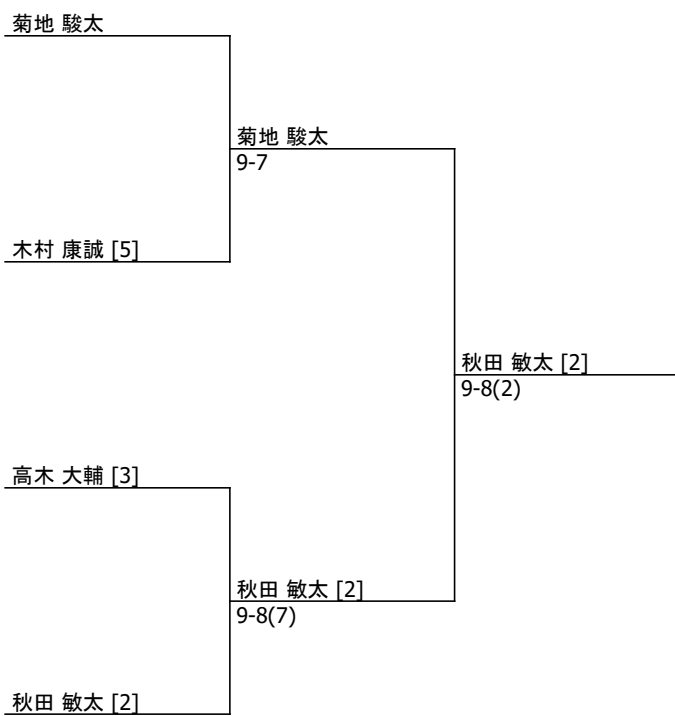 菊地 駿太
菊地 駿太
9-7
木村 康誠 [5]
秋田 敏太 [2]
9-8(2)
高木 大輔 [3]
秋田 敏太 [2]
9-8(7)
秋田 敏太 [2]